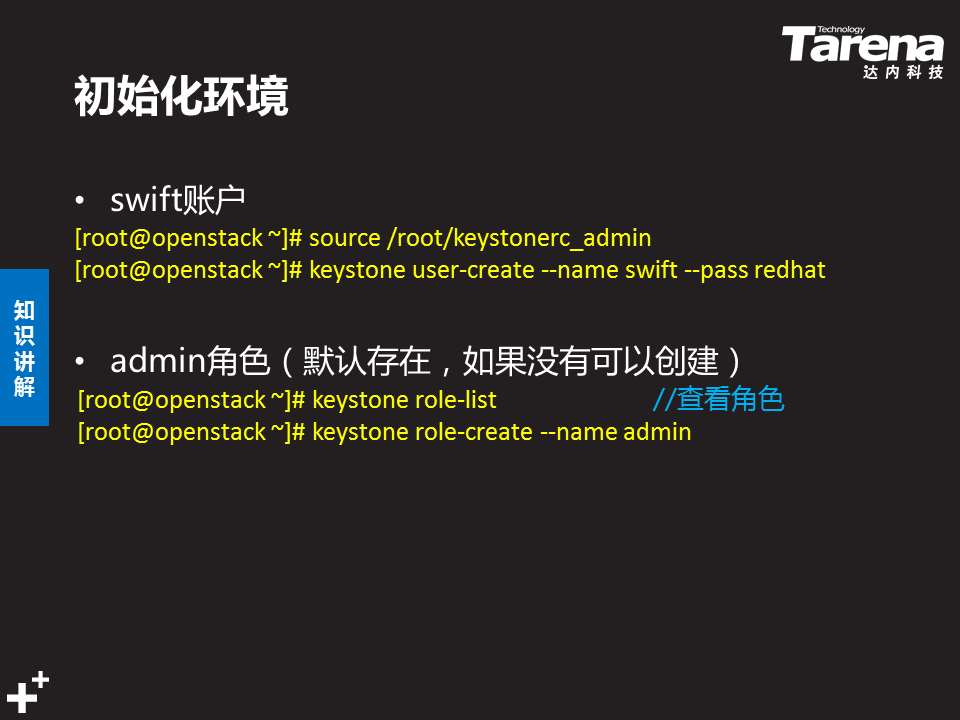 Technology
Tarena
达内科技
初始化环境
• swift账户
[root@openstack ~]# source /root/keystonerc_admin
[root@openstack ~]# keystone user-create --name swift --pass redhat
知识讲解
• admin角色（默认存在，如果没有可以创建）
[root@openstack ~]# keystone role-list //查看角色
[root@openstack ~]# keystone role-create --name admin